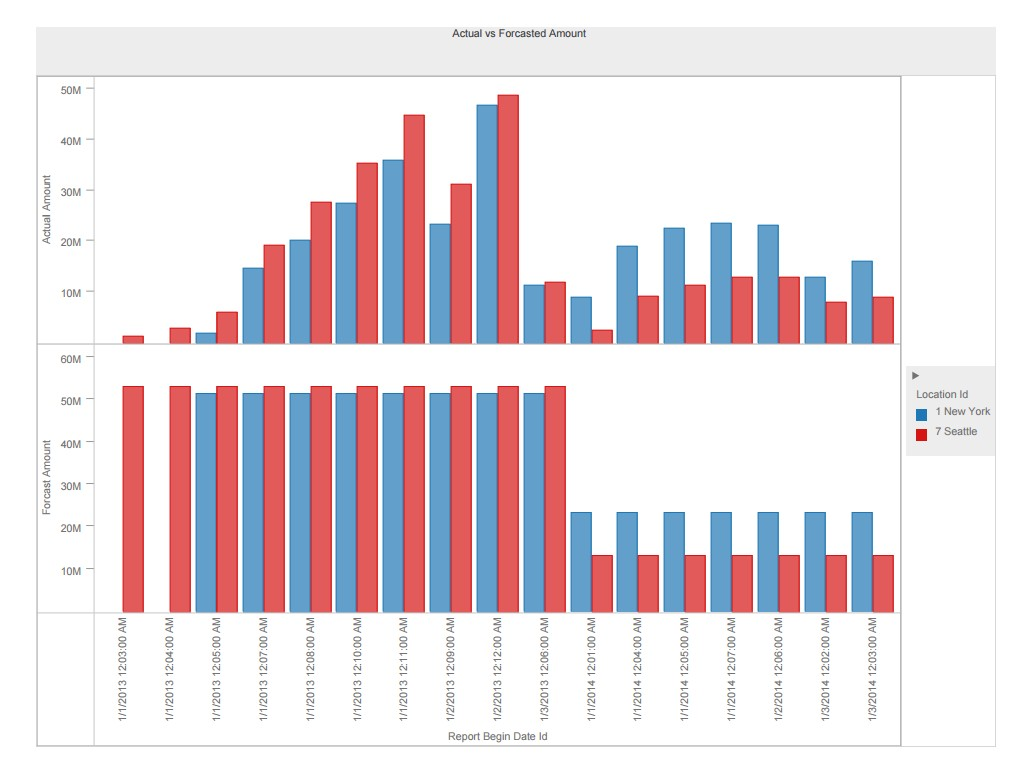 Actual vs Forcasted Amount
50M
40M
30M
20M
10M
Actual Amount
60M
50M
40M
30M
20M
10M
Forcast Amount
Location Id
1 New York
7 Seattle
1/1/2013 12:03:00 AM
1/1/2013 12:04:00 AM
1/1/2013 12:05:00 AM
1/1/2013 12:07:00 AM
1/1/2013 12:08:00 AM
1/1/2013 12:10:00 AM
1/1/2013 12:11:00 AM
1/2/2013 12:09:00 AM
1/2/2013 12:12:00 AM
1/3/2013 12:06:00 AM
1/1/2014 12:01:00 AM
1/1/2014 12:04:00 AM
1/1/2014 12:05:00 AM
1/1/2014 12:07:00 AM
1/2/2014 12:06:00 AM
1/3/2014 12:02:00 AM
1/3/2014 12:03:00 AM
Report Begin Date Id